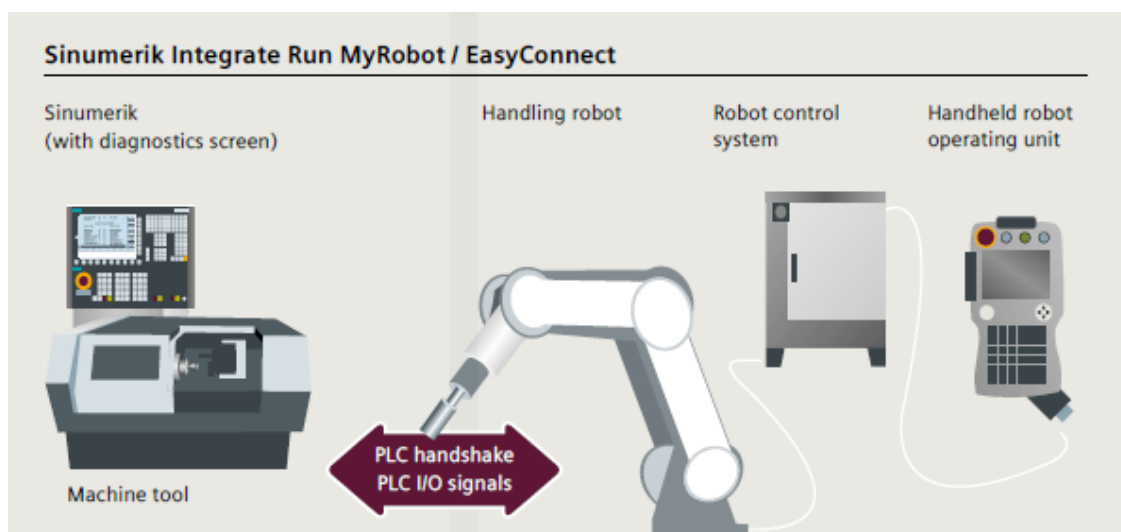 Sinumerik Integrate Run MyRobot / EasyConnect
Sinumerik
(with diagnostics screen)
Handling robot
Robot control
system
Handheld robot
operating unit
PLC handshake
PLC I/O signals
Machine tool